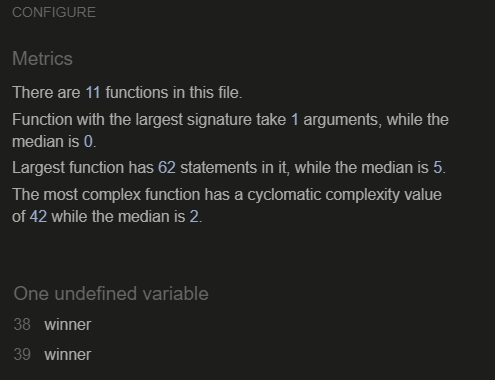 CONFIGURE
Metrics
There are 11 functions in this file.
Function with the largest signature take 1 arguments, while the
median is 0.
Largest function has 62 statements in it, while the median is 5.
The most complex function has a cyclomatic complexity value
of 42 while the median is 2.
One undefined variable
38 winner
39 winner